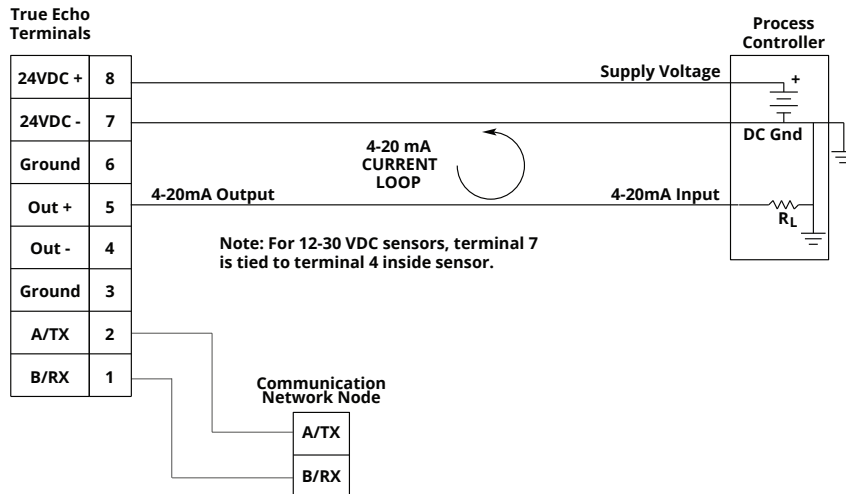 True Echo
Terminals
Process
Controller
24VDC +
8
Supply Voltage
+
24VDC -
7
DC Gnd
Ground
6
4-20 mA
CURRENT
LOOP
Out +
5
4-20mA Output
4-20mA Input
RL
Out -
4
Note: For 12-30 VDC sensors, terminal 7
is tied to terminal 4 inside sensor.
Ground
3
A/TX
2
B/RX
1
Communication
Network Node
A/TX
B/RX